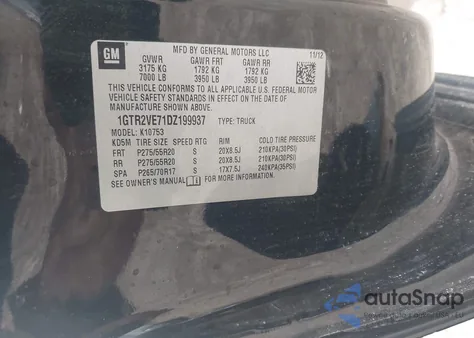 GM
MFD BY GENERAL MOTORS LLC
11/12
GVWR GAWR FRT GAWR RR
3175 KG 1792 KG 1792 KG
7000 LB 3950 LB 3950 LB
THIS VEHICLE CONFORMS TO ALL APPLICABLE U.S. FEDERAL MOTOR
VEHICLE SAFETY STANDARDS IN EFFECT ON THE DATE OF
MANUFACTURE SHOWN ABOVE.
1GTR2VE71DZ199937 TYPE: TRUCK
MODEL: K10753
KD5M TIRE SIZE SPEED RTG RIM COLD TIRE PRESSURE
FRT P275/55R20 S 20X8.5J 210KPA(30PSI)
RR P275/55R20 S 20X8.5J 210KPA(30PSI)
SPA P265/70R17 S 17X7.5J 240KPA(35PSI)
SEE OWNER'S MANUAL FOR MORE INFORMATION.
autoSnap